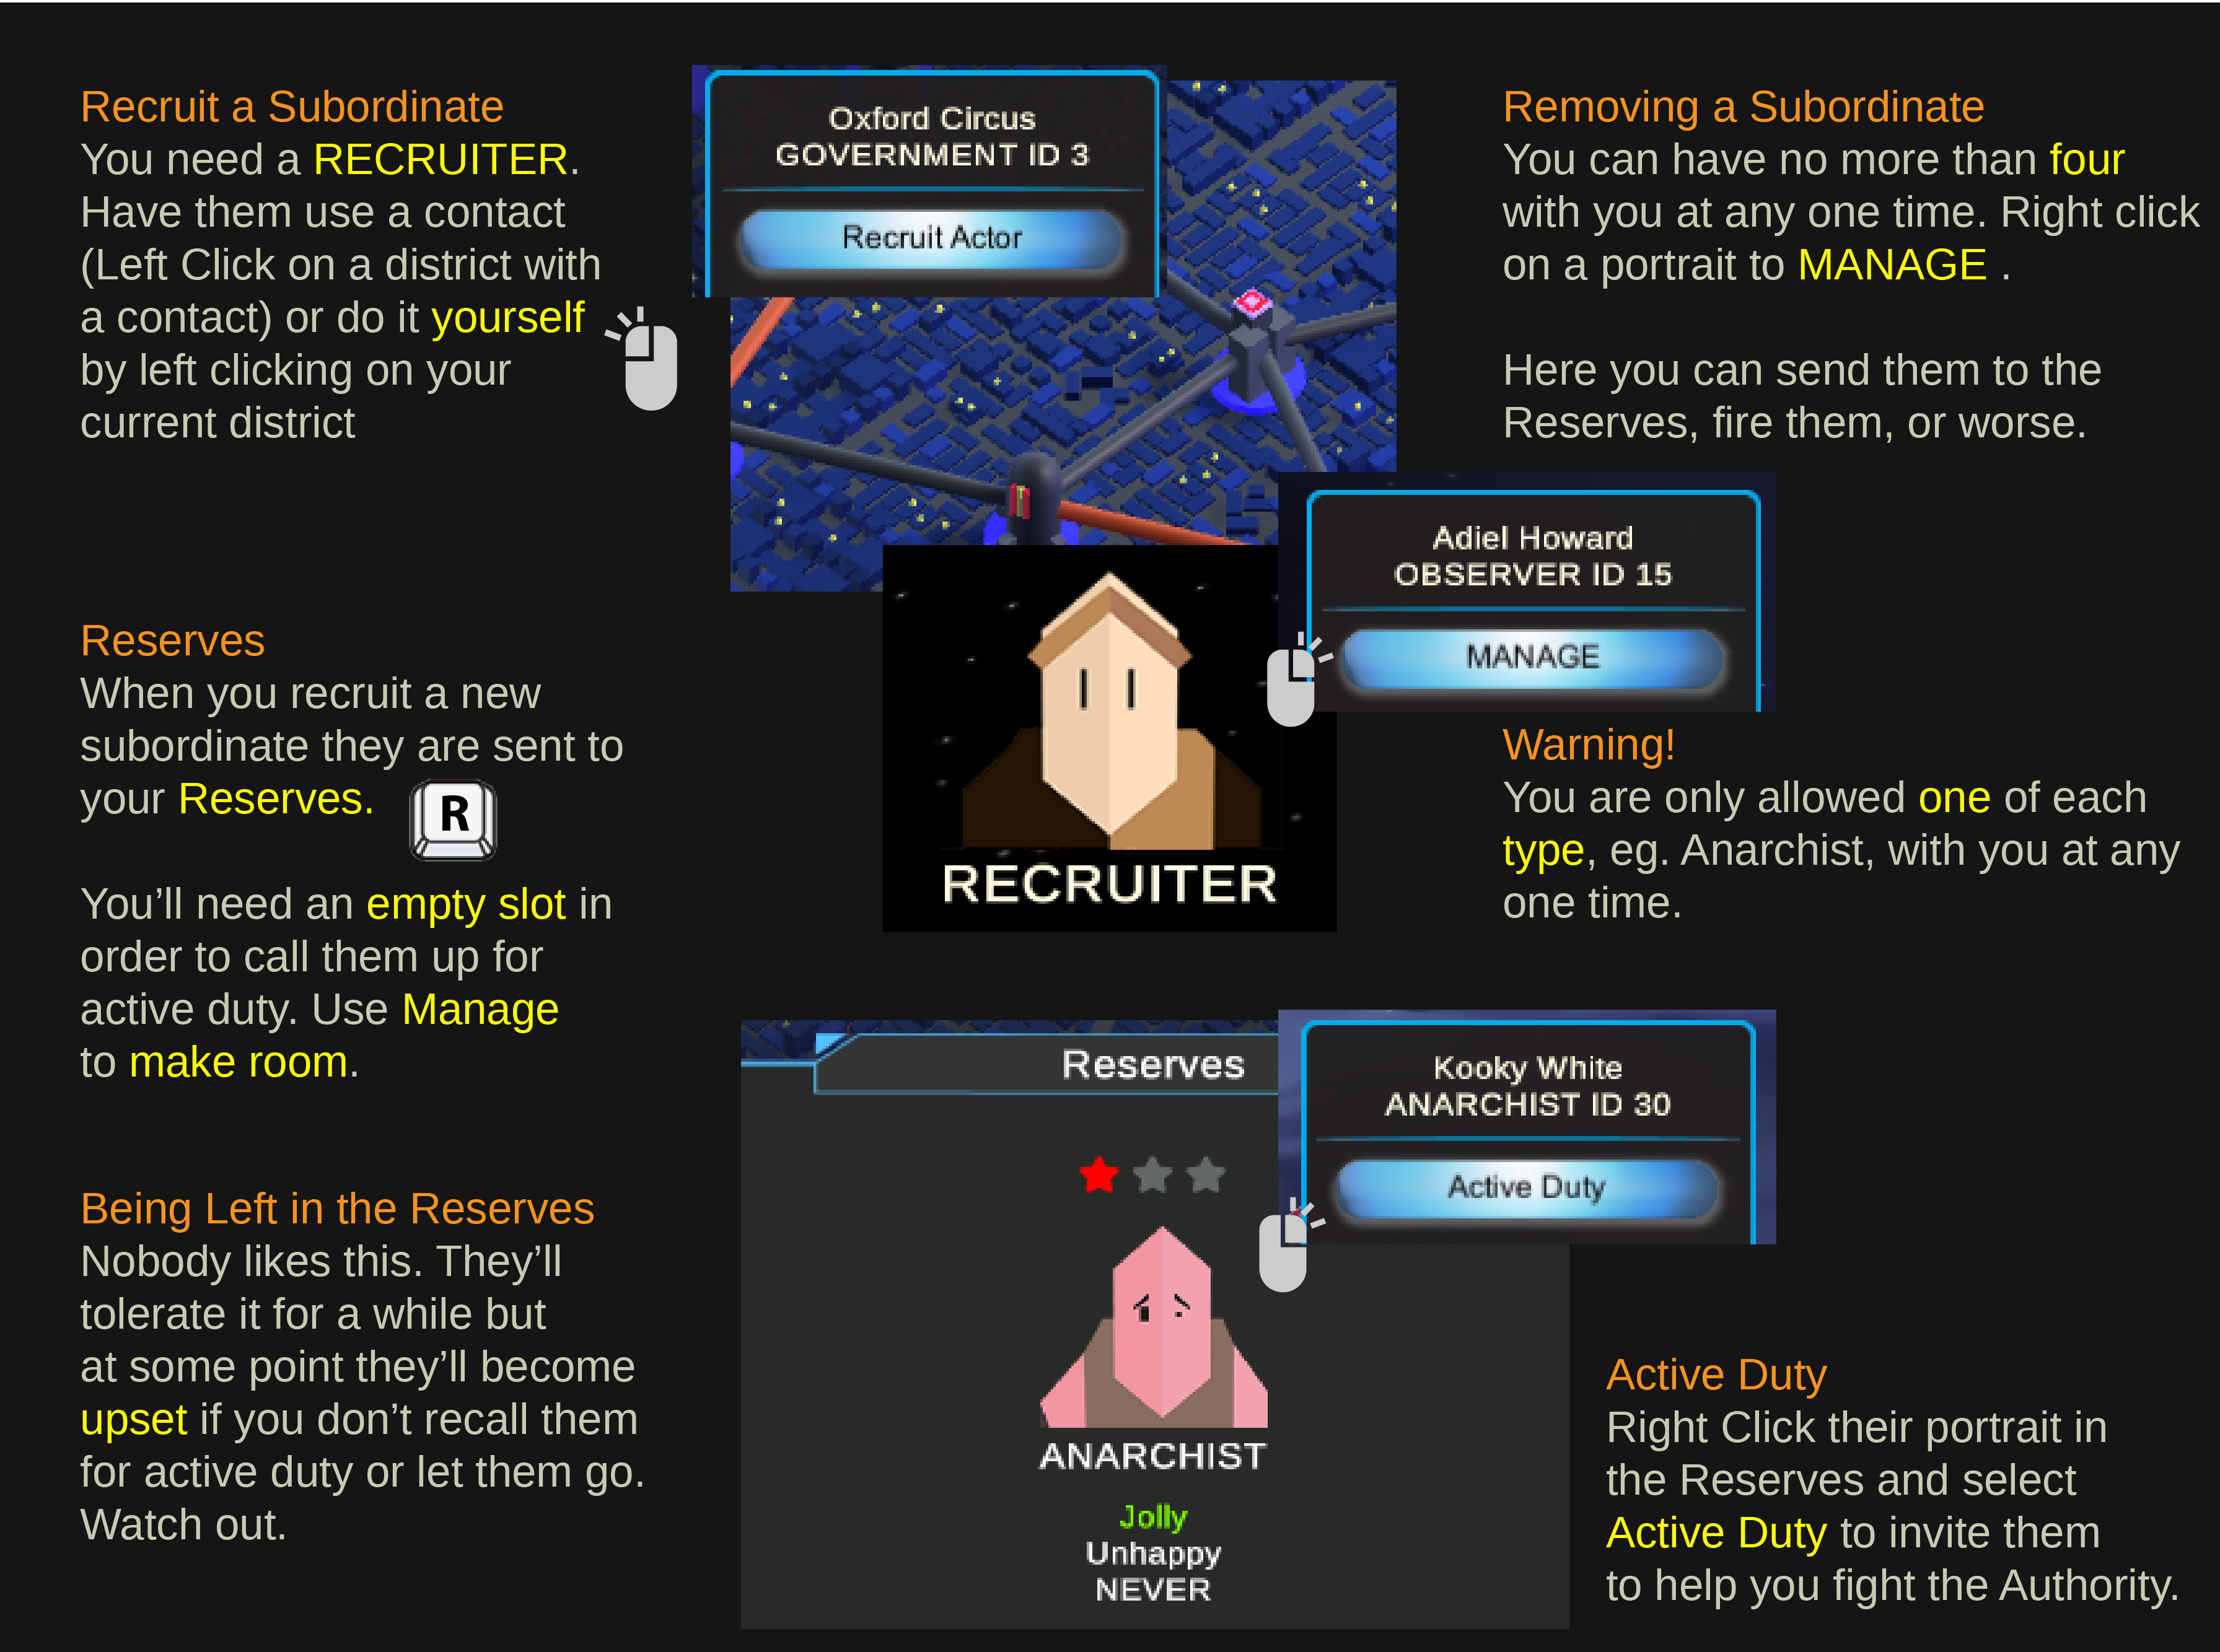 Recruit a Subordinate
You need a RECRUITER.
Have them use a contact
(Left Click on a district with
a contact) or do it yourself
by left clicking on your
current district
Oxford Circus
GOVERNMENT ID 3
Recruit Actor
Removing a Subordinate
You can have no more than four
with you at any one time. Right click
on a portrait to MANAGE .
Here you can send them to the
Reserves, fire them, or worse.
Adiel Howard
OBSERVER ID 15
MANAGE
RECRUITER
Reserves
When you recruit a new
subordinate they are sent to
your Reserves.
R
You’ll need an empty slot in
order to call them up for
active duty. Use Manage
to make room.
Warning!
You are only allowed one of each
type, eg. Anarchist, with you at any
one time.
Being Left in the Reserves
Nobody likes this. They’ll
tolerate it for a while but
at some point they’ll become
upset if you don’t recall them
for active duty or let them go.
Watch out.
Reserves
Kooky White
ANARCHIST ID 30
Active Duty
ANARCHIST
Jolly
Unhappy
NEVER
Active Duty
Right Click their portrait in
the Reserves and select
Active Duty to invite them
to help you fight the Authority.